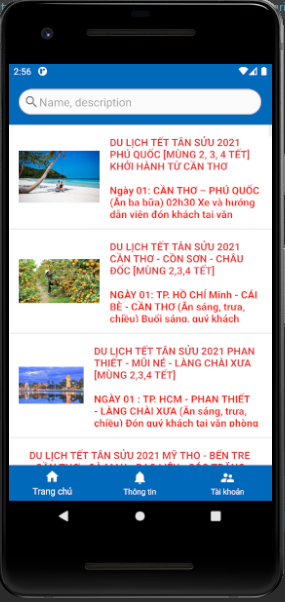 2:56
Name, description
DU LỊCH TẾT TÂN SỬU 2021
PHÚ QUỐC [MÙNG 2, 3, 4 TẾT]
KHỞI HÀNH TỪ CẦN THƠ
Ngày 01: CẦN THƠ – PHÚ QUỐC
(Ăn ba bữa) 02h30 Xe và hướng
dẫn viên đón khách tại văn
DU LỊCH TẾT TÂN SỬU 2021
CẦN THƠ - CỒN SƠN - CHÂU
ĐỐC [MÙNG 2,3,4 TẾT]
NGÀY 01: TP. HỒ CHÍ Minh - CÁI
BÈ - CẦN THƠ (Ăn sáng, trưa,
chiều) Buổi sáng, quý khách
DU LỊCH TẾT TÂN SỬU 2021 PHAN
THIẾT - MŨI NÉ - LÀNG CHÀI XƯA
[MÙNG 2,3,4 TẾT]
NGÀY 01 : TP. HCM - PHAN THIẾT
- LÀNG CHÀI XƯA (Ăn sáng, trưa,
chiều) Đón quý khách tại văn phòng
DU LỊCH TẾT TÂN SỬU 2021 MỸ THO - BẾN TRE
Trang chủ
Thông tin
Tài khoản